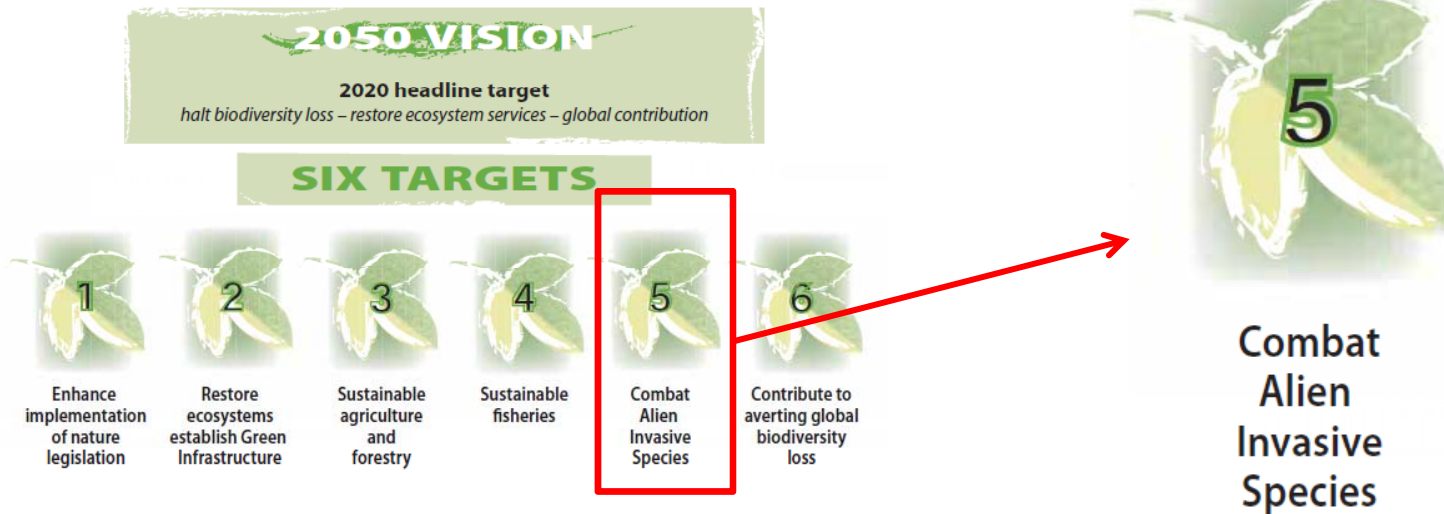 2050 VISION
2020 headline target
halt biodiversity loss – restore ecosystem services – global contribution
SIX TARGETS
1
Enhance
implementation
of nature
legislation
2
Restore
ecosystems
establish Green
Infrastructure
3
Sustainable
agriculture
and
forestry
4
Sustainable
fisheries
5
Combat
Alien
Invasive
Species
6
Contribute to
averting global
biodiversity
loss
5
Combat
Alien
Invasive
Species